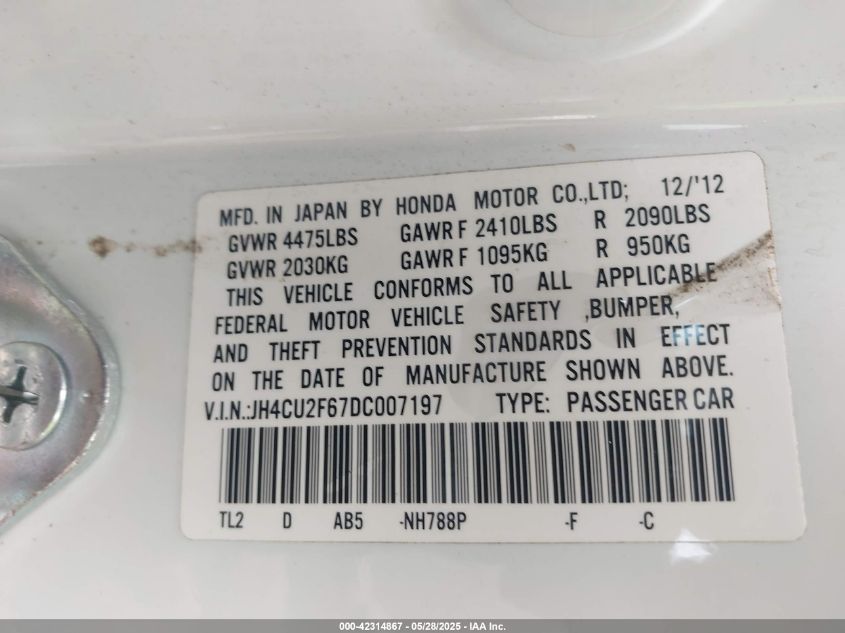 MFD. IN JAPAN BY HONDA MOTOR CO.,LTD; 12/'12
GVWR 4475LBS GAWR F 2410LBS R 2090LBS
GVWR 2030KG GAWR F 1095KG R 950KG
THIS VEHICLE CONFORMS TO ALL APPLICABLE
FEDERAL MOTOR VEHICLE SAFETY ,BUMPER,
AND THEFT PREVENTION STANDARDS IN EFFECT
ON THE DATE OF MANUFACTURE SHOWN ABOVE.
V.I.N.:JH4CU2F67DC007197 TYPE: PASSENGER CAR
TL2 D AB5 -NH788P -F -C
000-42314867 - 05/28/2025 - IAA Inc.